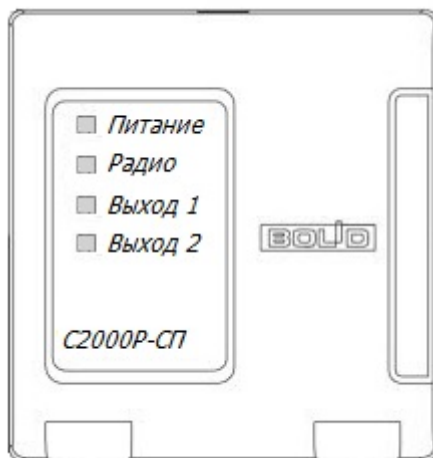 Питание
Радио
Выход 1
Выход 2
BOLID
С2000Р-СП